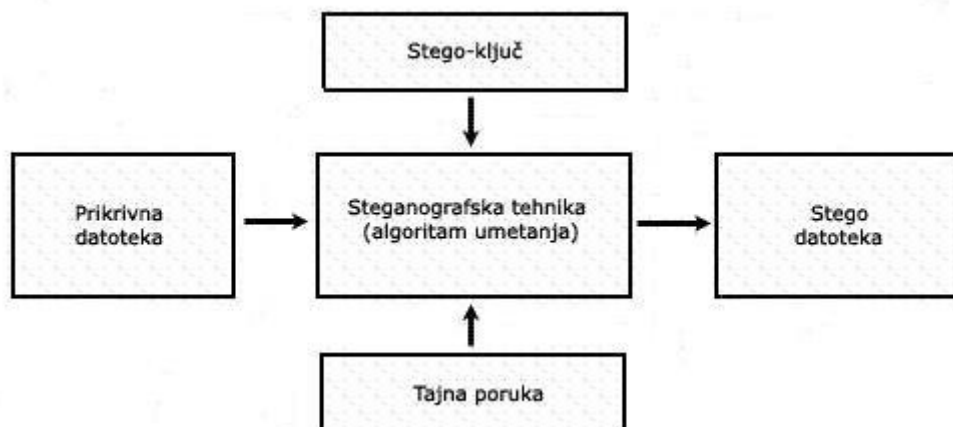 Stego-ključ
Prikrivna
datoteka
Steganografska tehnika
(algoritam umetanja)
Stego
datoteka
Tajna poruka